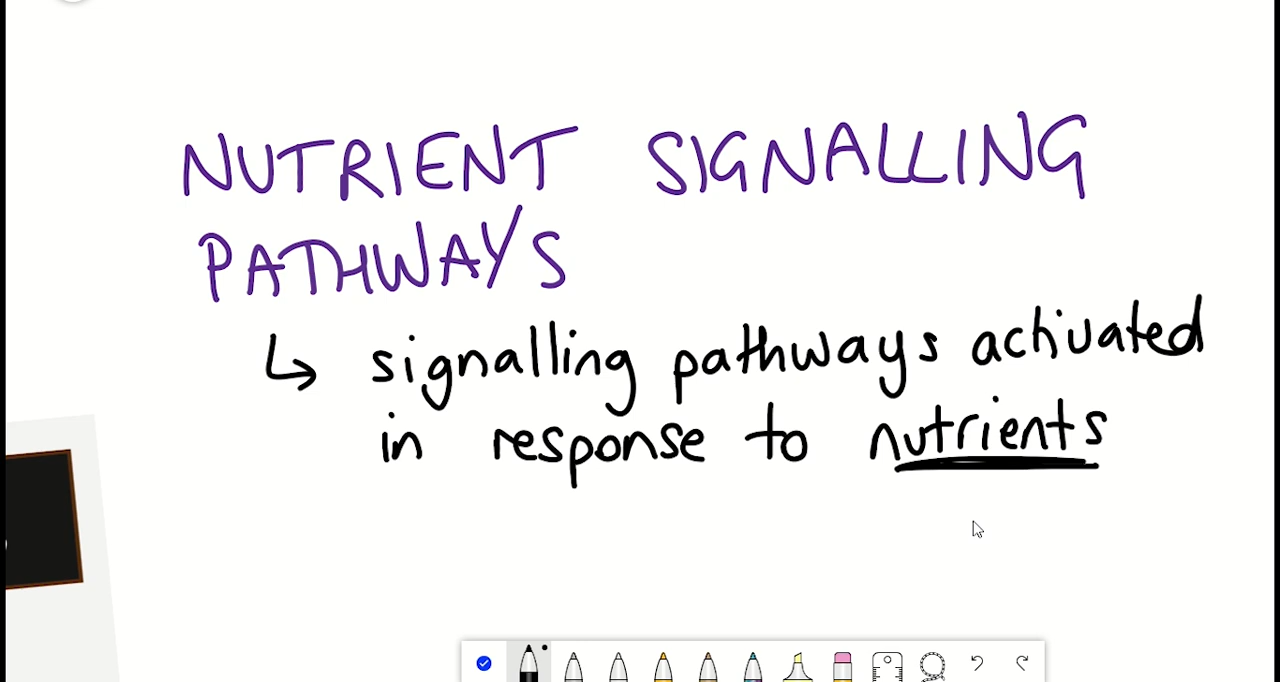 NUTRIENT SIGNALLING
PATHWAYS
↳ signalling pathways activated
in response to nutrients